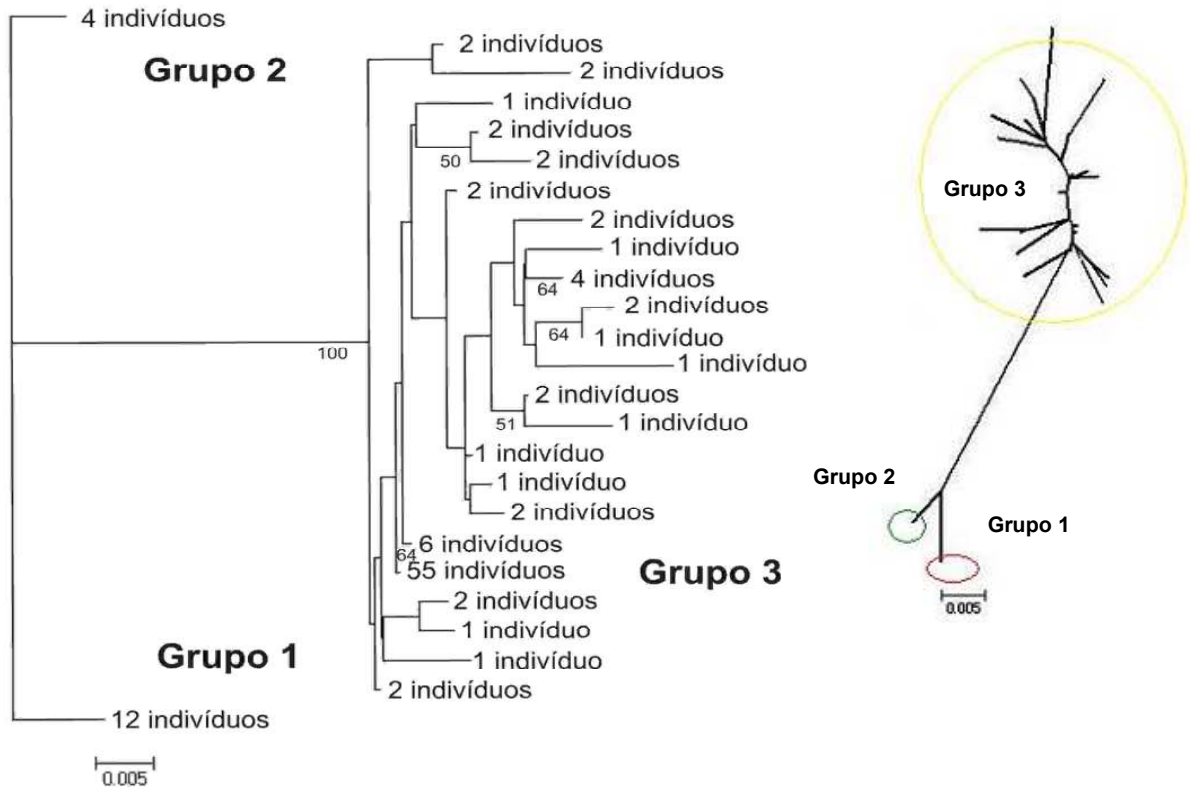 4 indivíduos
Grupo 2
2 indivíduos
2 indivíduos
1 indivíduo
2 indivíduos
50
2 indivíduos
2 indivíduos
2 indivíduos
1 indivíduo
4 indivíduos
64
2 indivíduos
64
1 indivíduo
100
1 indivíduo
2 indivíduos
51
1 indivíduo
1 indivíduo
1 indivíduo
2 indivíduos
6 indivíduos
64
55 indivíduos
Grupo 3
2 indivíduos
1 indivíduo
Grupo 1
1 indivíduo
2 indivíduos
12 indivíduos
0.005
Grupo 3
Grupo 2
Grupo 1
0.005